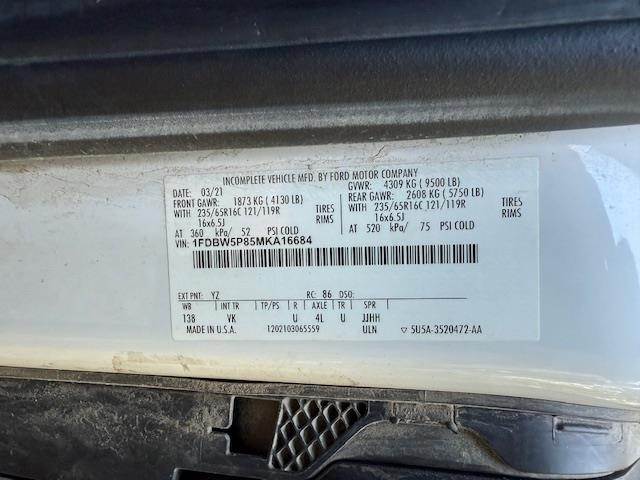 INCOMPLETE VEHICLE MFD. BY FORD MOTOR COMPANY
DATE: 03/21 GVWR: 4309 KG ( 9500 LB)
FRONT GAWR: 1873 KG ( 4130 LB) REAR GAWR: 2608 KG ( 5750 LB)
WITH 235/65R16C 121/119R TIRES WITH 235/65R16C 121/119R TIRES
16x6.5J RIMS 16x6.5J RIMS
AT 360 kPa/ 52 PSI COLD AT 520 kPa/ 75 PSI COLD
VIN: 1FDBW5P85MKA16684
EXT PNT: YZ RC: 86 DSO:
WB INT TR TP/PS R AXLE TR SPR
138 VK U 4L U JJHH
MADE IN U.S.A. 1202103065559 ULN ▽ 5U5A-3520472-AA